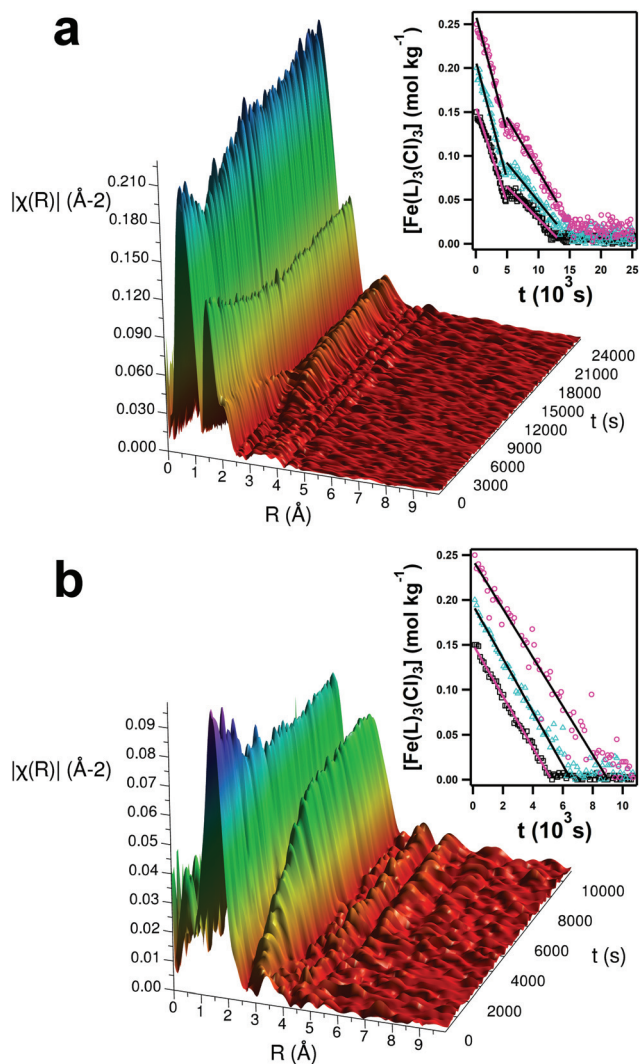 a
|χ(R)| (Å-2)
0.210
0.180
0.150
0.120
0.090
0.060
0.030
0.000
0 1 2 3 4 5 6 7 8 9
R (Å)
0
3000
6000
9000
12000
15000
18000
21000
24000
t (s)
[Fe(L)₃(Cl)₃] (mol kg⁻¹)
0.25
0.20
0.15
0.10
0.05
0.00
0 5 10 15 20 25
t (10³s)
b
|χ(R)| (Å-2)
0.09
0.08
0.07
0.06
0.05
0.04
0.03
0.02
0.01
0.00
0 1 2 3 4 5 6 7 8 9
R (Å)
0
2000
4000
6000
8000
10000
t (s)
[Fe(L)₃(Cl)₃] (mol kg⁻¹)
0.25
0.20
0.15
0.10
0.05
0.00
0 2 4 6 8 10
t (10³s)